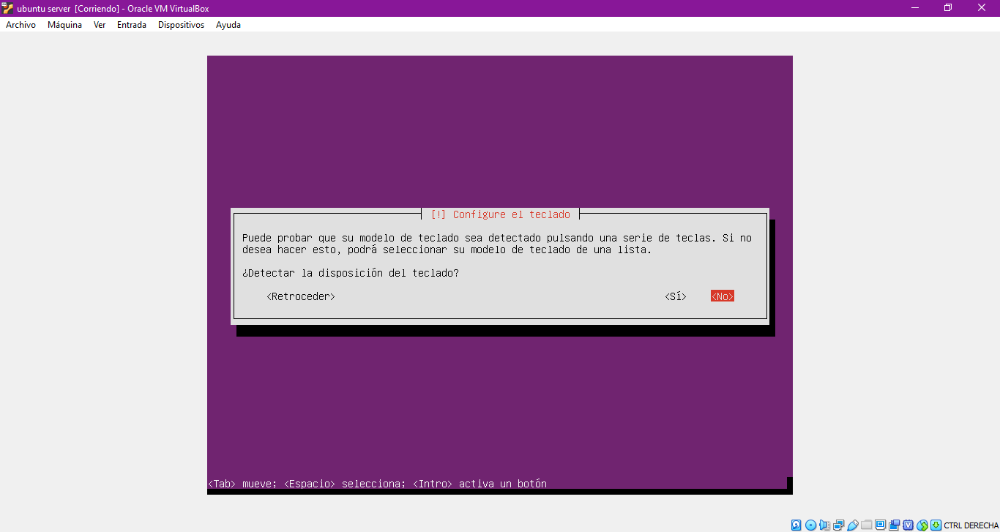 ubuntu server [Corriendo] - Oracle VM VirtualBox
Archivo Máquina Ver Entrada Dispositivos Ayuda
[!] Configure el teclado
Puede probar que su modelo de teclado sea detectado pulsando una serie de teclas. Si no
desea hacer esto, podrá seleccionar su modelo de teclado de una lista.
¿Detectar la disposición del teclado?
<Retroceder> <Sí> <No>
<Tab> mueve; <Espacio> selecciona; <Intro> activa un botón
CTRL DERECHA